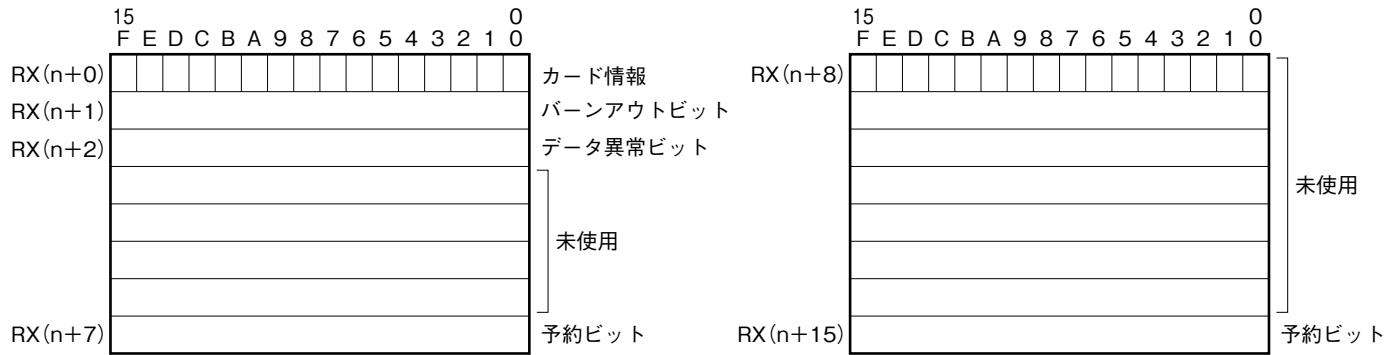 15 0
F E D C B A 9 8 7 6 5 4 3 2 1 0
RX(n+0) カード情報
RX(n+1) バーンアウトビット
RX(n+2) データ異常ビット
未使用
RX(n+7) 予約ビット
15 0
F E D C B A 9 8 7 6 5 4 3 2 1 0
RX(n+8)
未使用
RX(n+15) 予約ビット